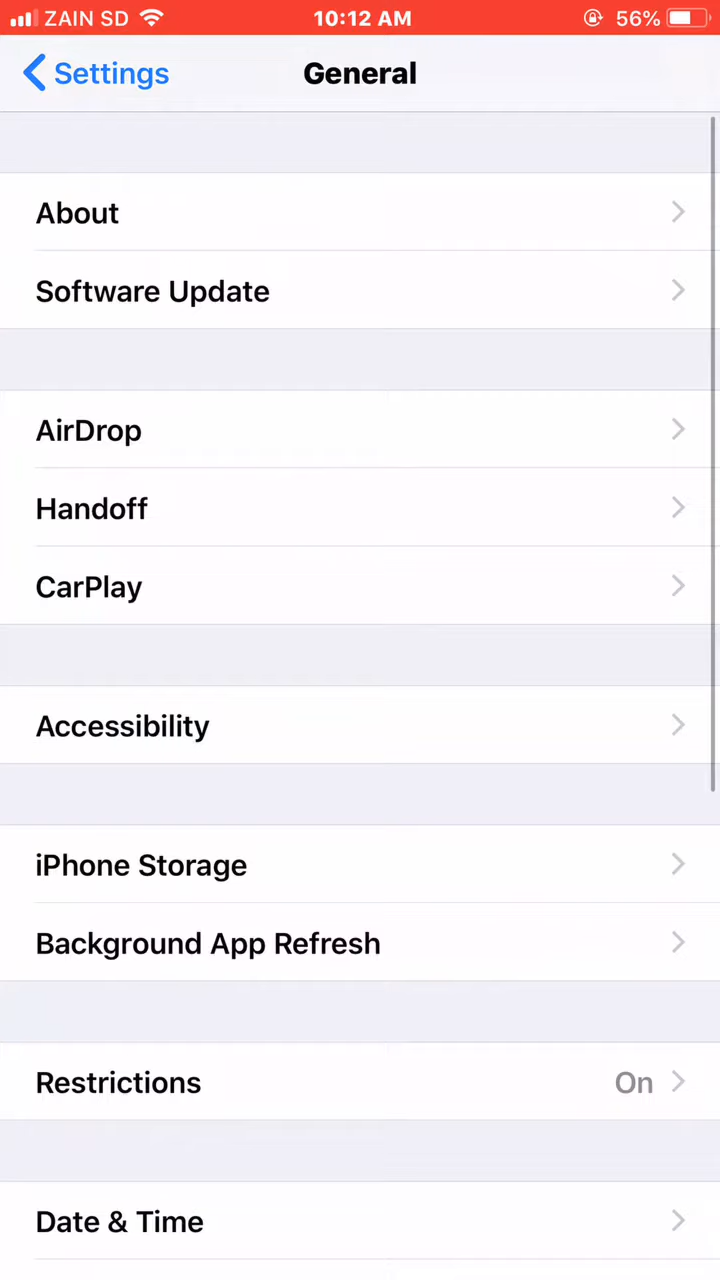 ZAIN SD 10:12 AM 56%
Settings General
About
Software Update
AirDrop
Handoff
CarPlay
Accessibility
iPhone Storage
Background App Refresh
Restrictions On
Date & Time